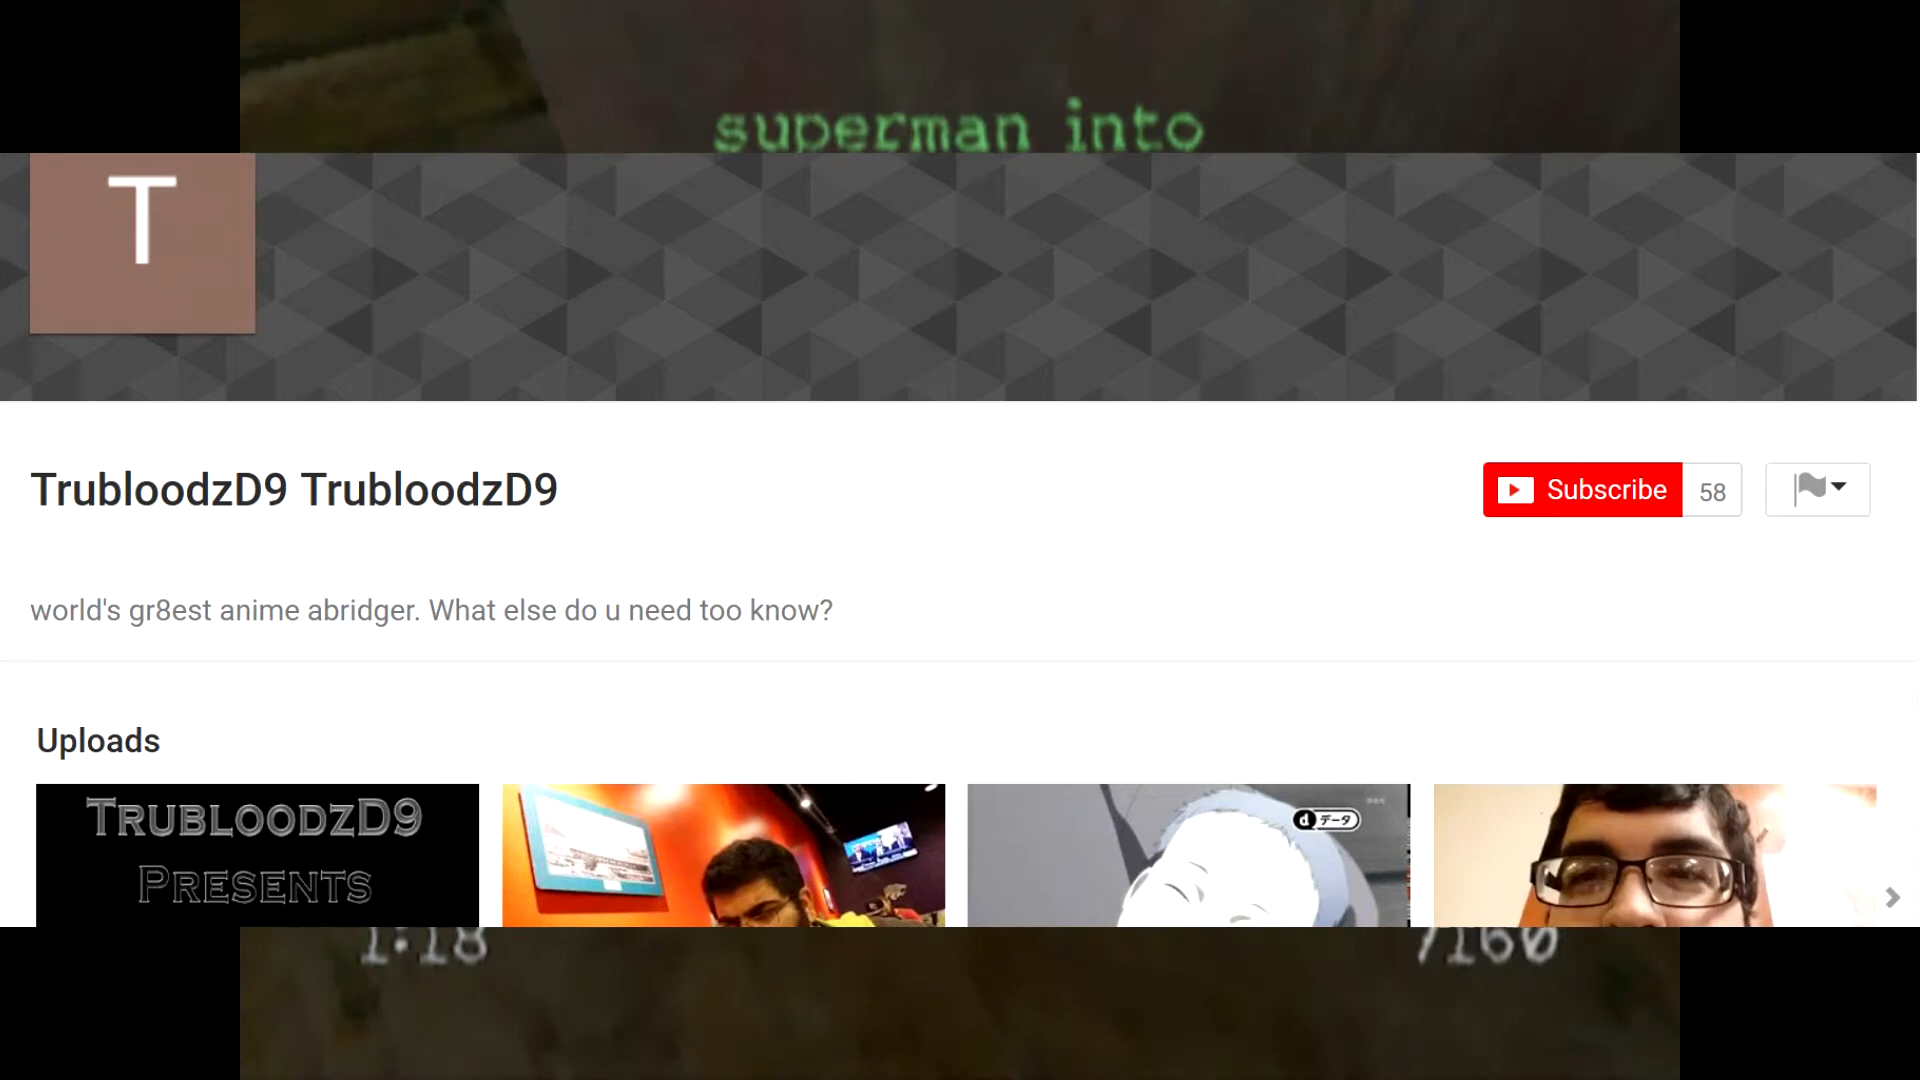 superman into
T
TrubloodzD9 TrubloodzD9
Subscribe 58
world's gr8est anime abridger. What else do u need too know?
Uploads
TRUBLOODZD9
PRESENTS
d データ
1:18
7160